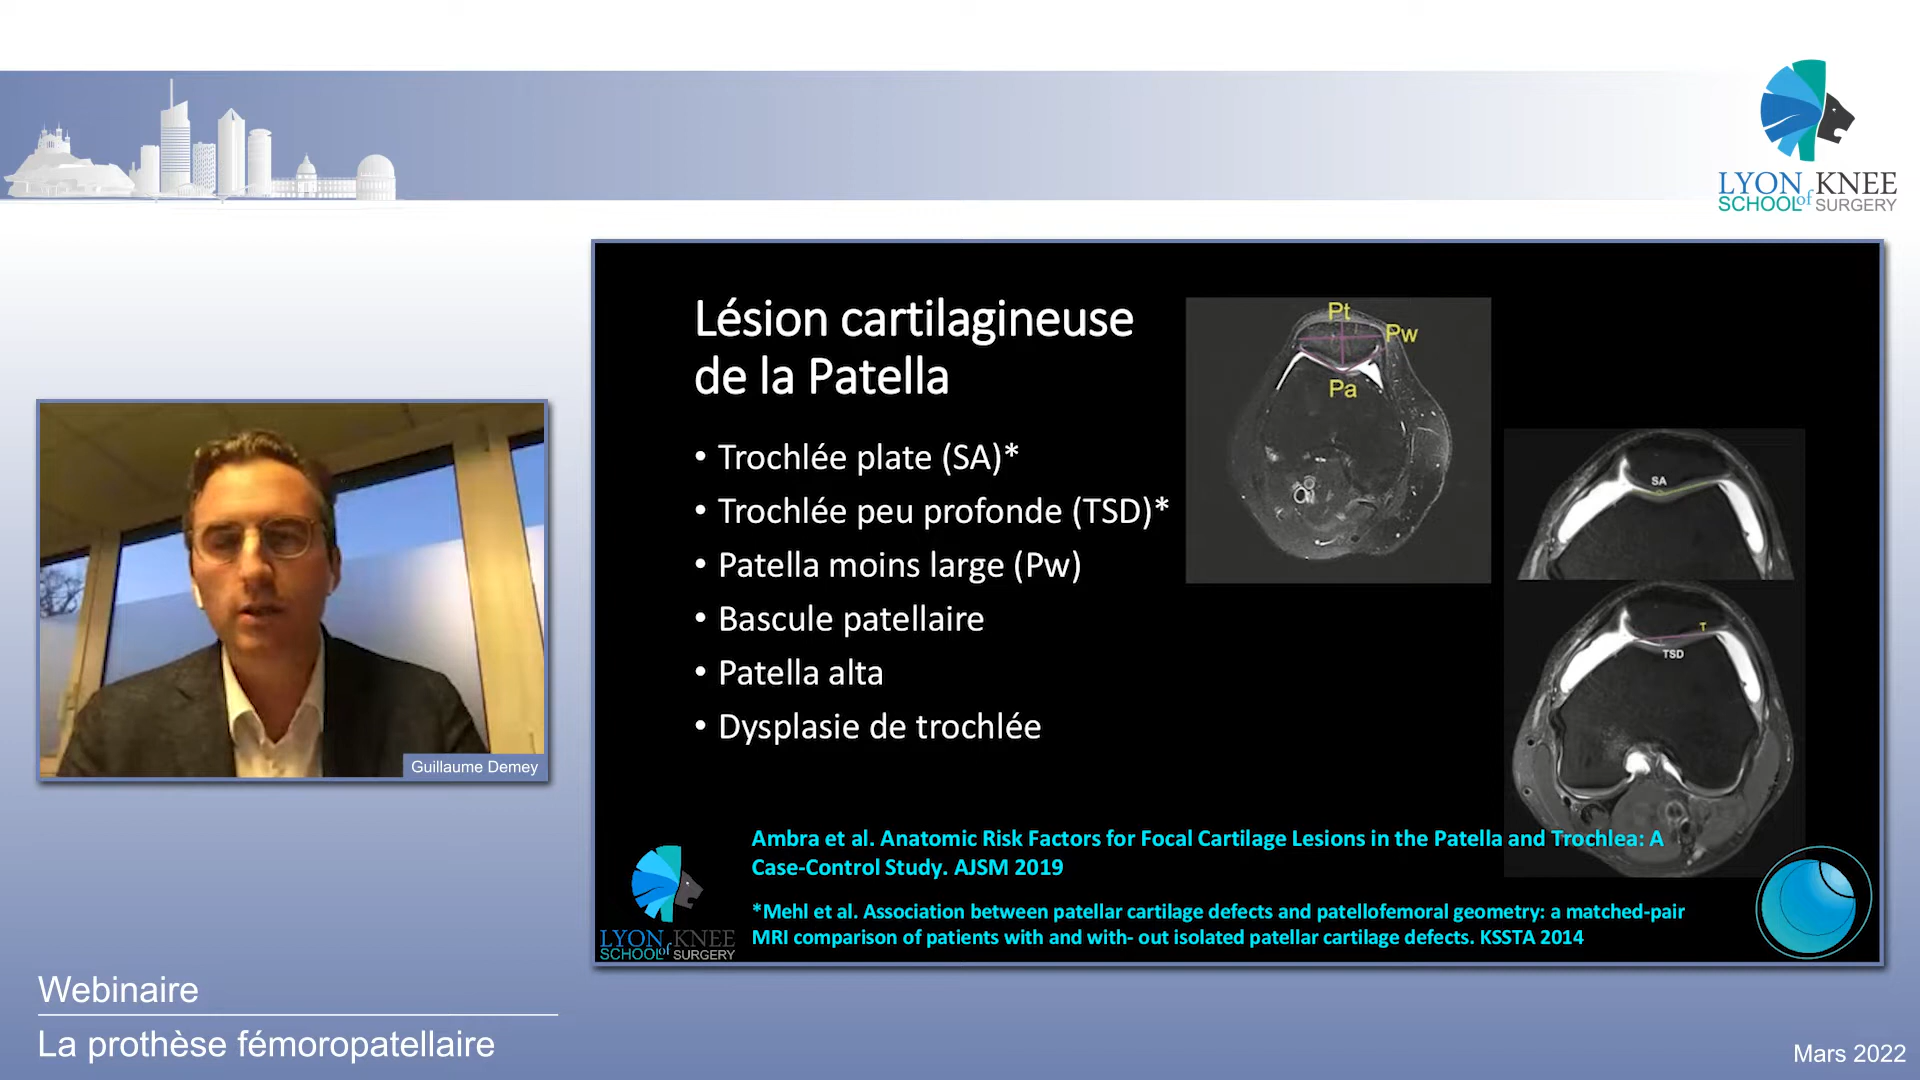 LYON KNEE
SCHOOL of SURGERY
Lésion cartilagineuse
de la Patella
• Trochlée plate (SA)*
• Trochlée peu profonde (TSD)*
• Patella moins large (Pw)
• Bascule patellaire
• Patella alta
• Dysplasie de trochlée
Pt
Pw
Pa
SA
T
TSD
Ambra et al. Anatomic Risk Factors for Focal Cartilage Lesions in the Patella and Trochlea: A
Case-Control Study. AJSM 2019
*Mehl et al. Association between patellar cartilage defects and patellofemoral geometry: a matched-pair
MRI comparison of patients with and with- out isolated patellar cartilage defects. KSSTA 2014
LYON KNEE
SCHOOL of SURGERY
Guillaume Demey
Webinaire
La prothèse fémoropatellaire
Mars 2022